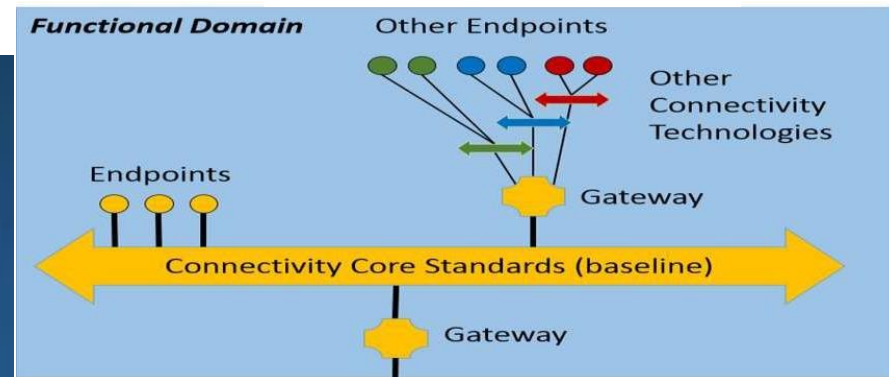 Functional Domain
Other Endpoints
Other
Connectivity
Technologies
Endpoints
Gateway
Connectivity Core Standards (baseline)
Gateway